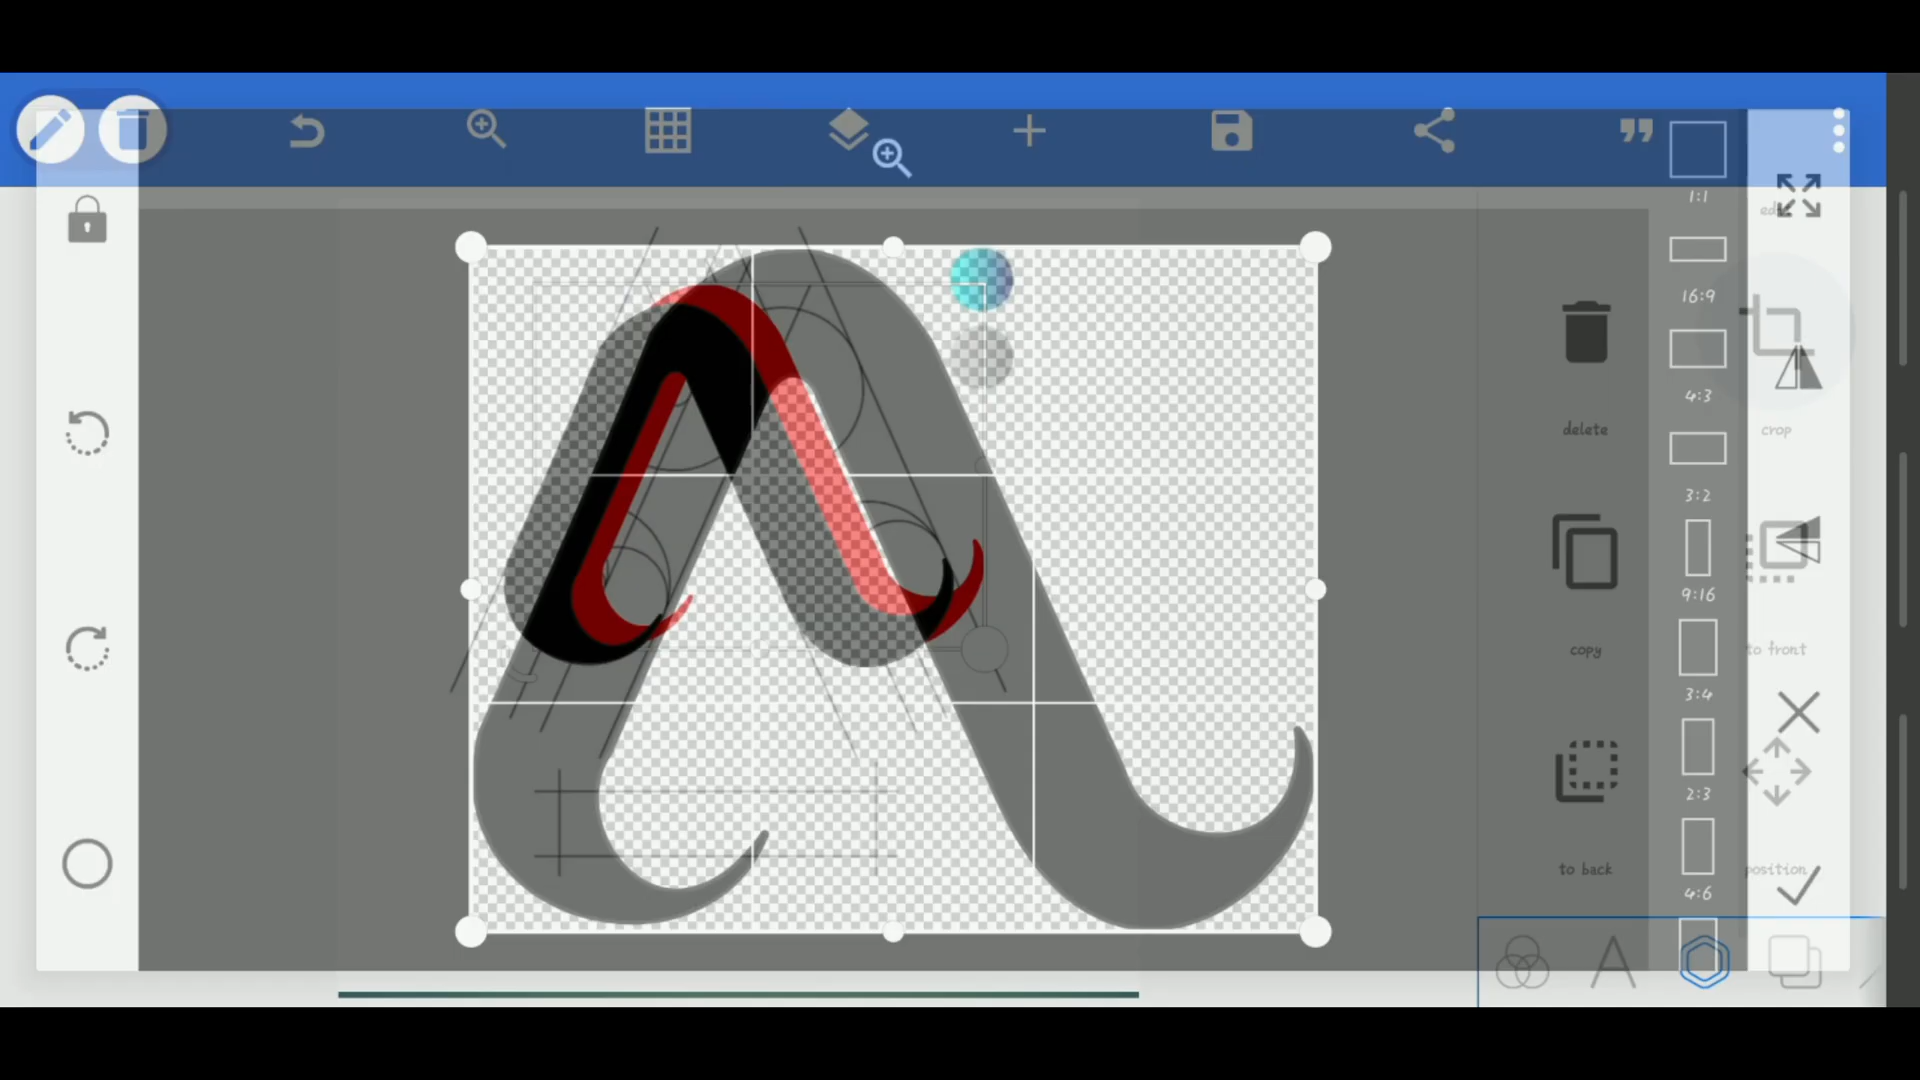 1:1
edit
16:9
4:3
delete
crop
3:2
9:16
copy
to front
3:4
2:3
to back
position
4:6